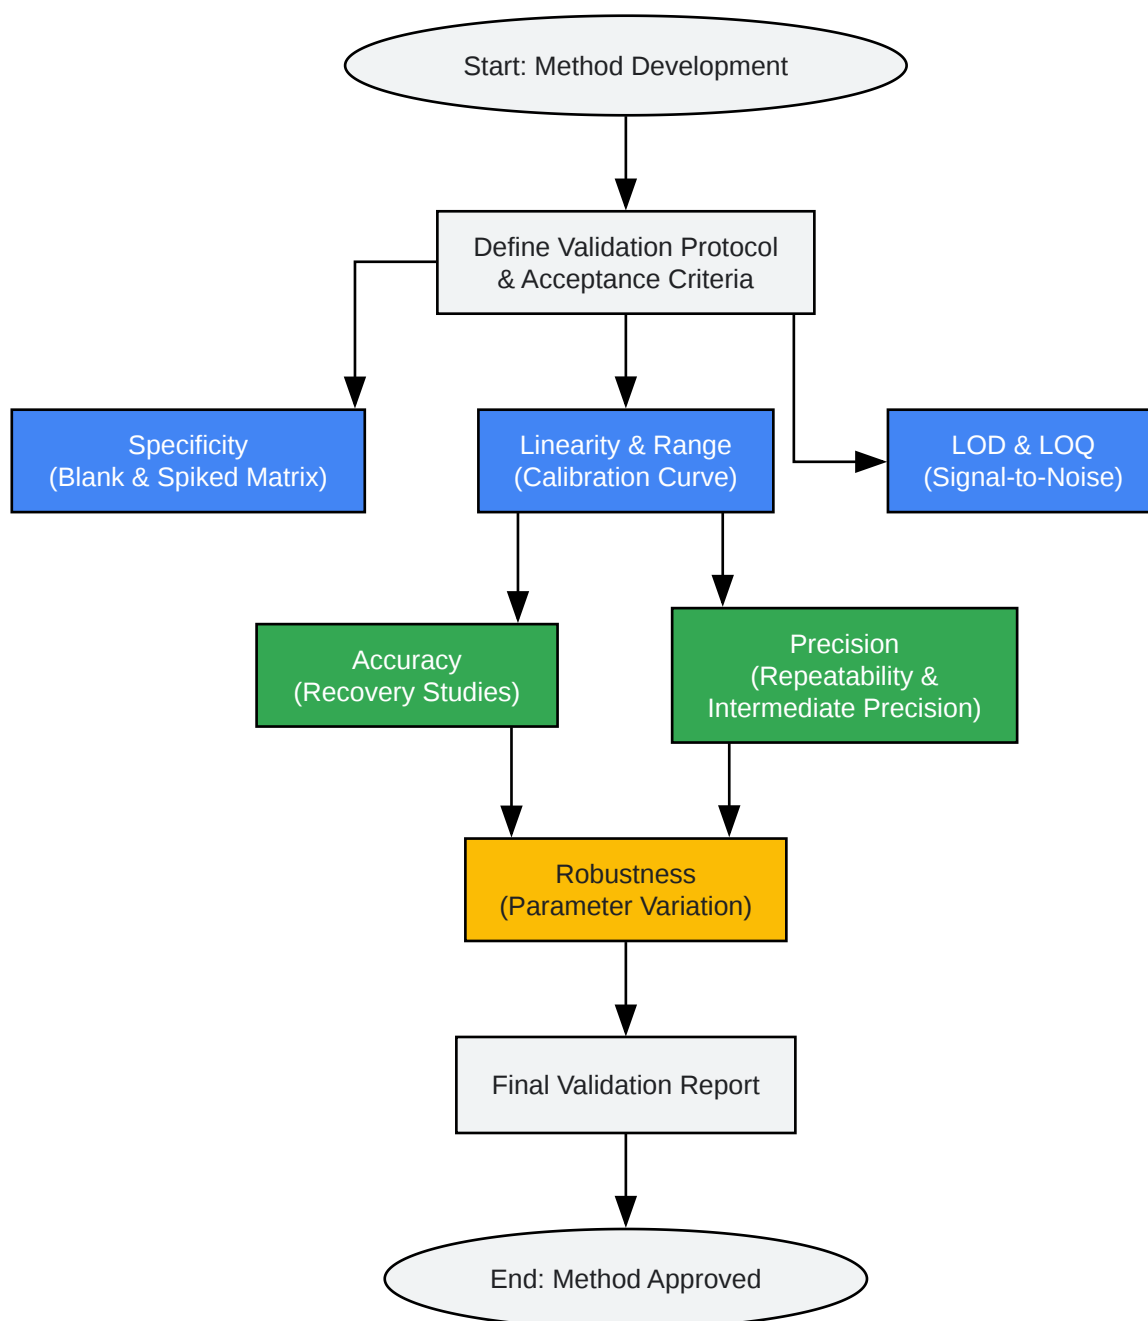 Start: Method Development
Define Validation Protocol
& Acceptance Criteria
Specificity
(Blank & Spiked Matrix)
Linearity & Range
(Calibration Curve)
LOD & LOQ
(Signal-to-Noise)
Accuracy
(Recovery Studies)
Precision
(Repeatability &
Intermediate Precision)
Robustness
(Parameter Variation)
Final Validation Report
End: Method Approved